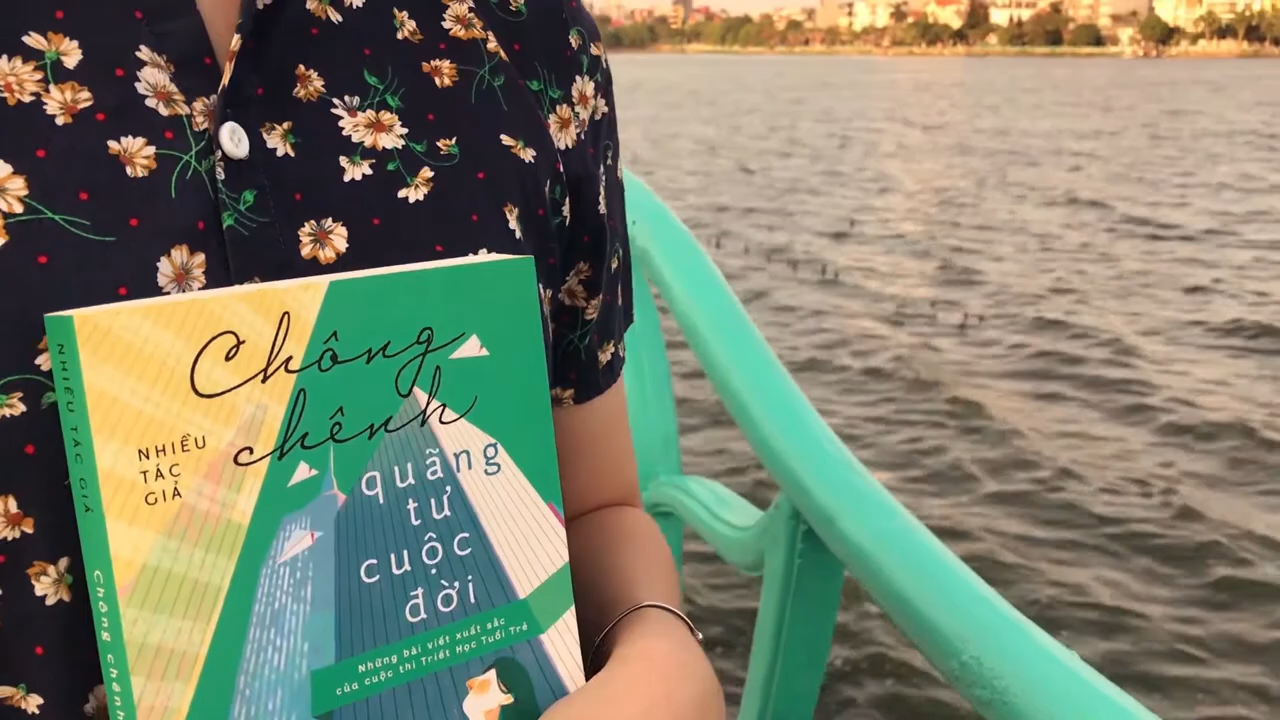 Chông
chênh
quãng
tư
cuộc
đời
NHIỀU
TÁC
GIẢ
Những bài viết xuất sắc
của cuộc thi Triết Học Tuổi Trẻ
NHIỀU TÁC GIẢ
Chông chênh